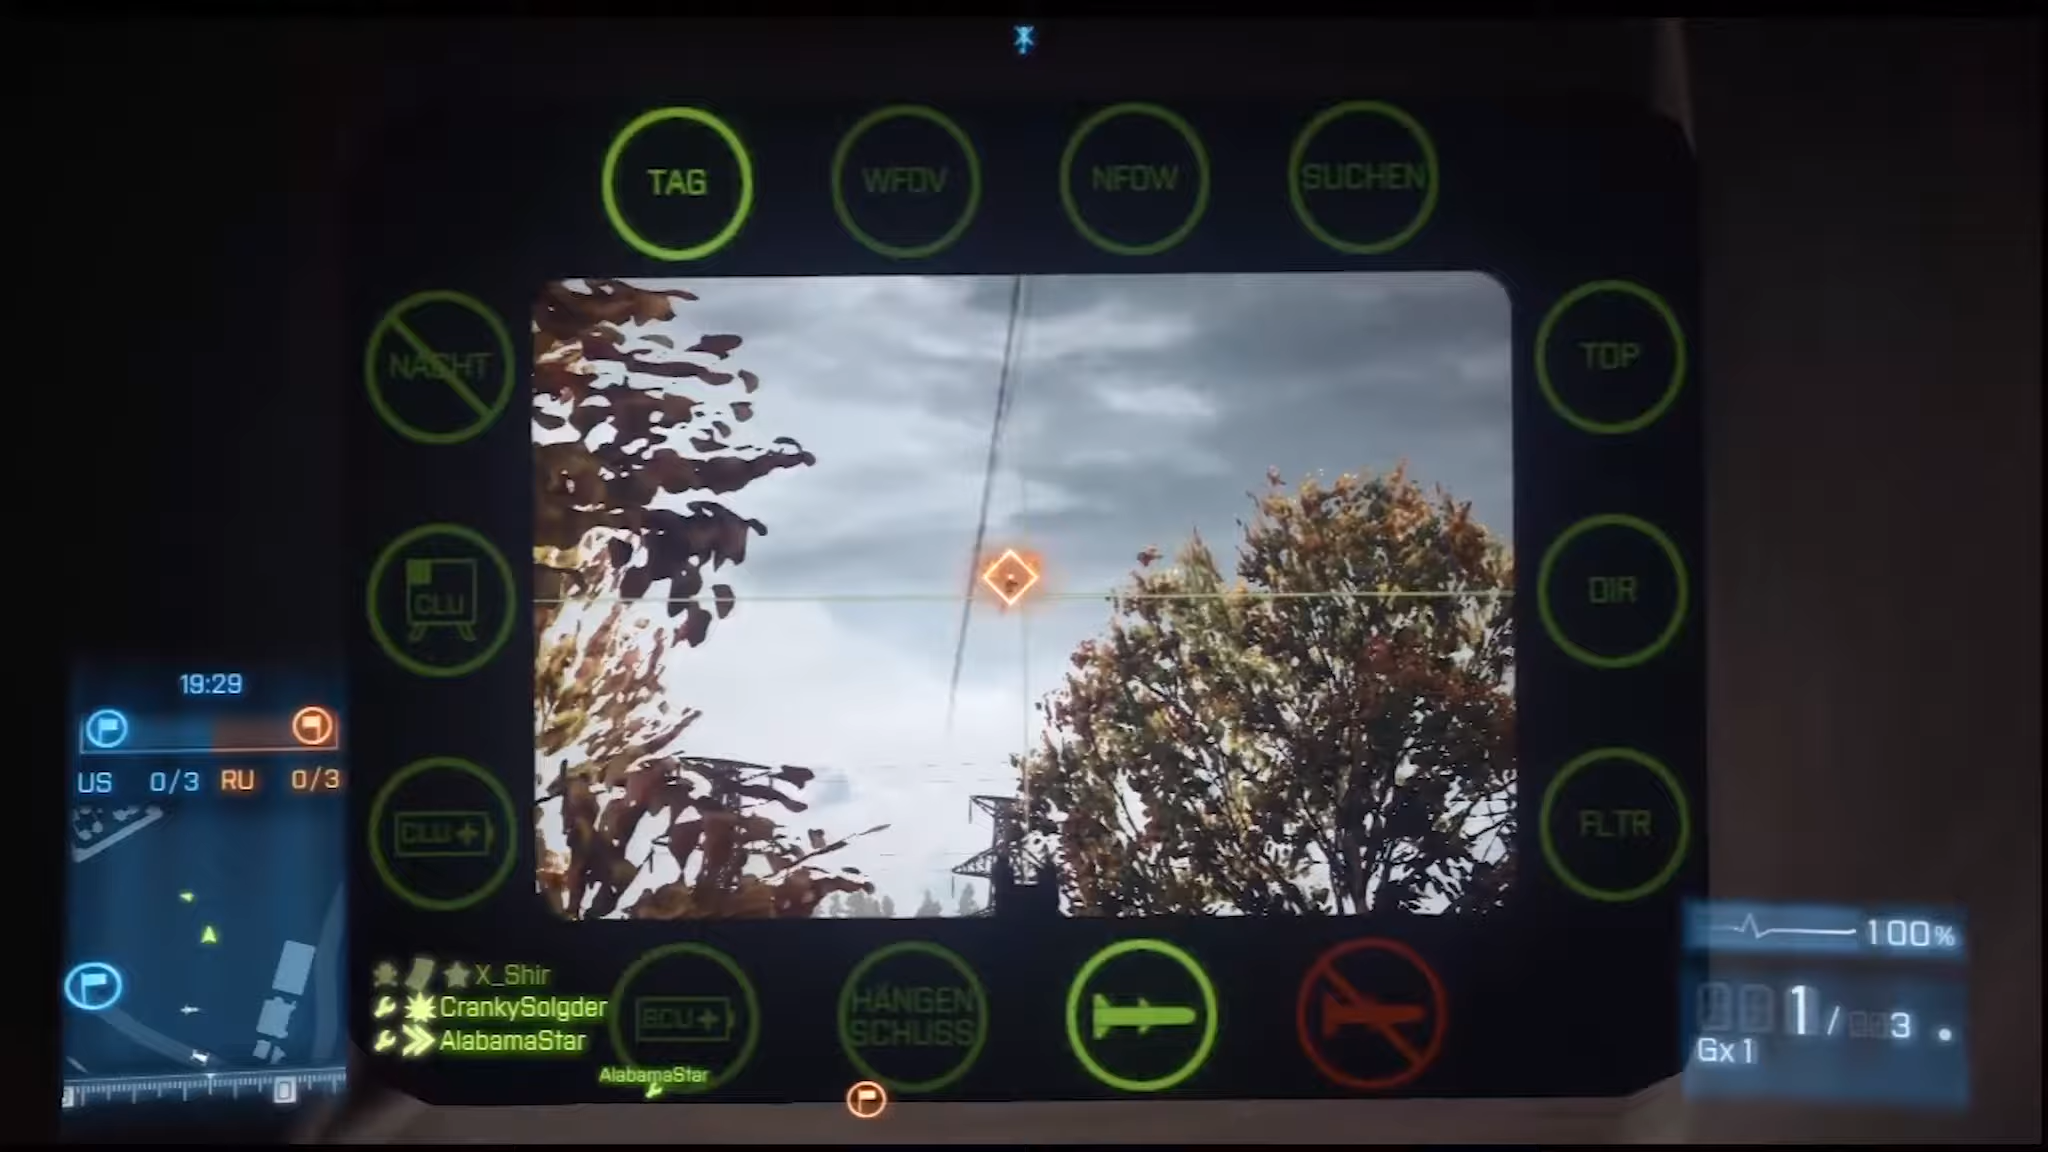 TAG
WFOV
NFOW
SUCHEN
NACHT
TOP
CLU
DIR
19:29
US 0/3 RU 0/3
CLU+
FLTR
100%
X_Shir
CrankySolgder
AlabamaStar
BCU+
HÄNGEN
SCHUSS
1/3
Gx1
AlabamaStar
0